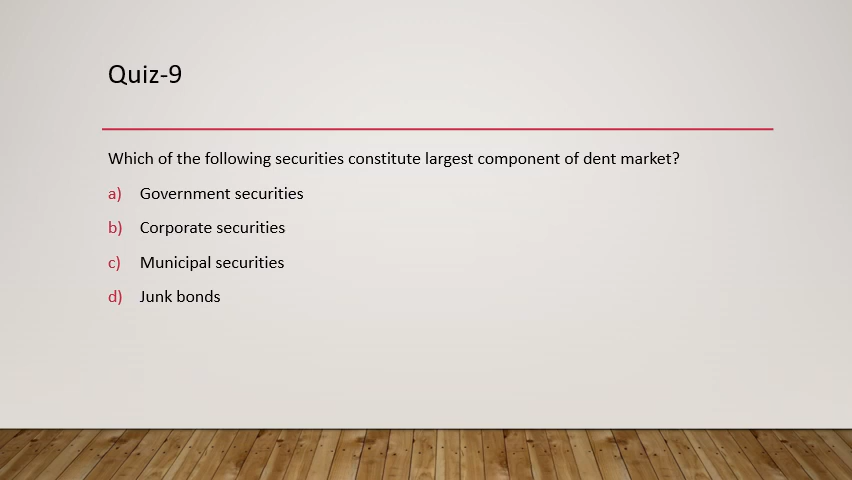 Quiz-9
Which of the following securities constitute largest component of dent market?
a) Government securities
b) Corporate securities
c) Municipal securities
d) Junk bonds